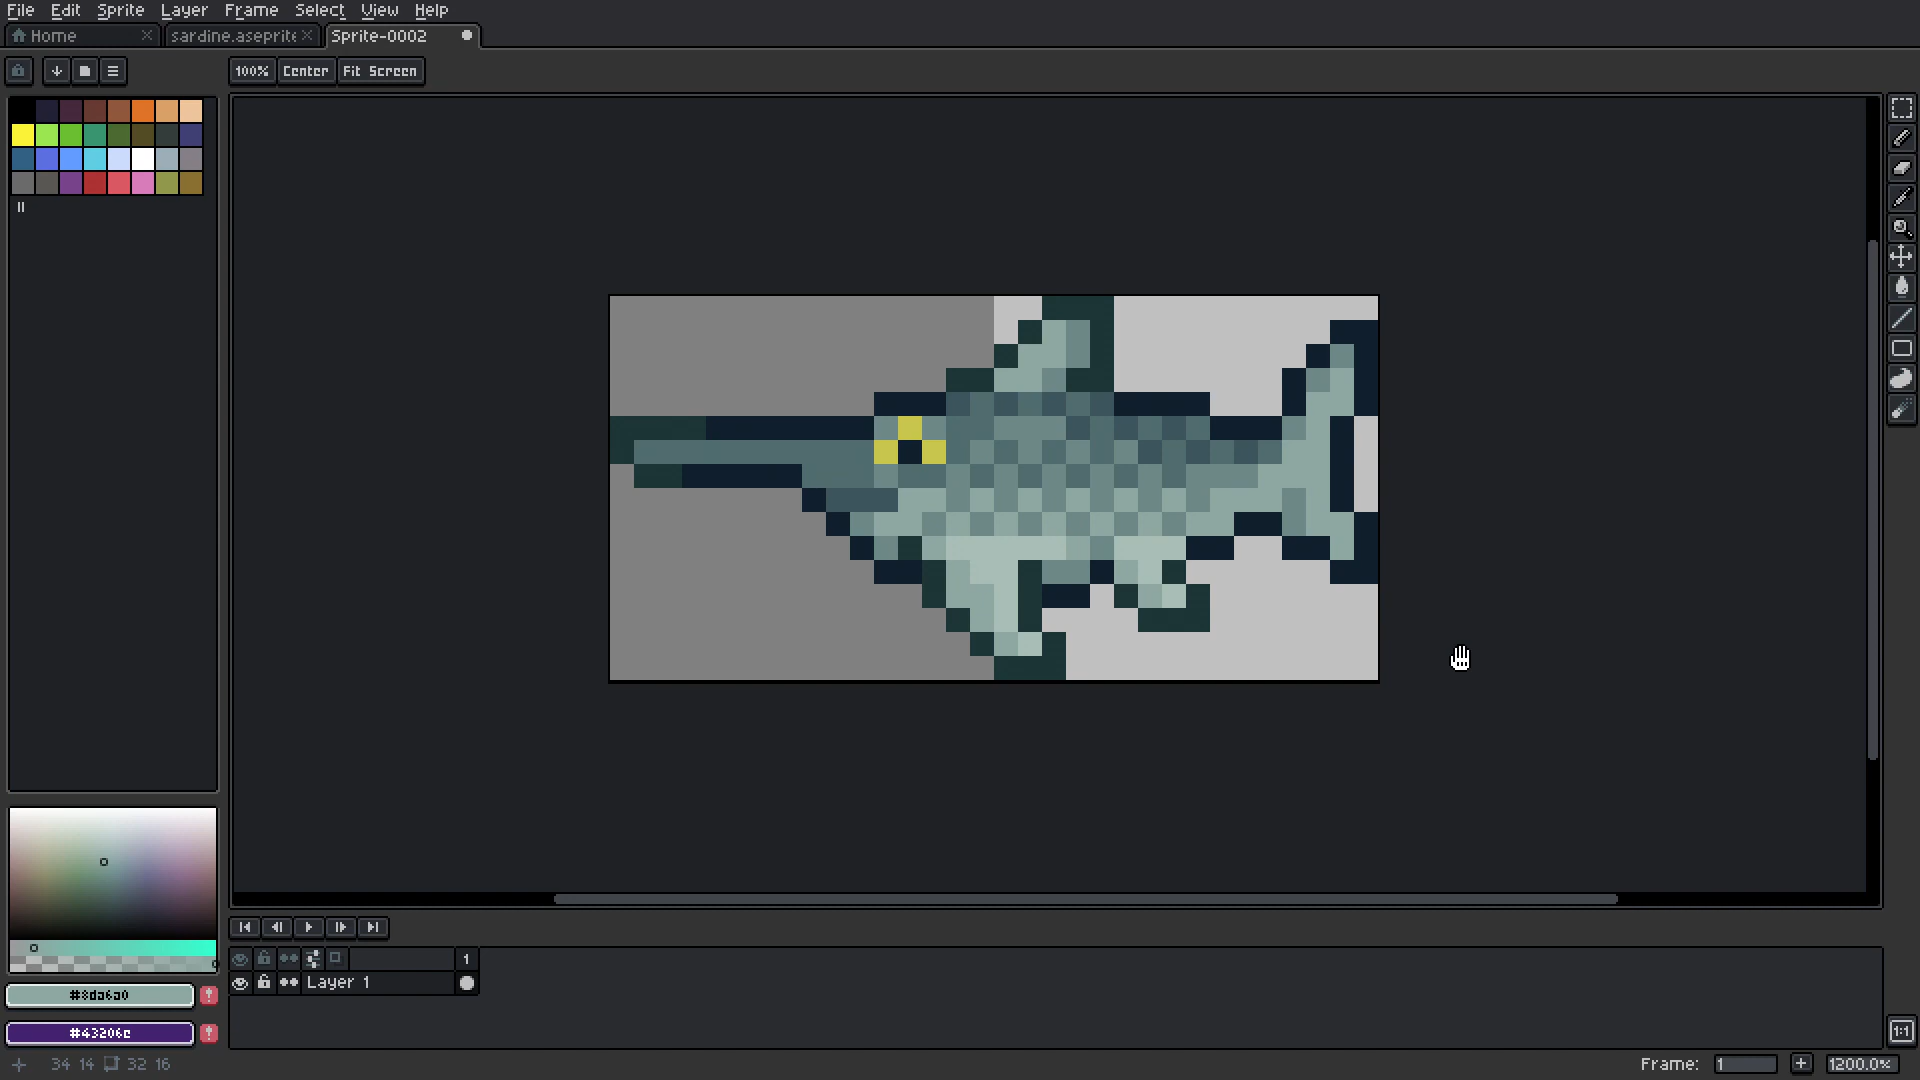 File Edit Sprite Layer Frame Select View Help
Home sardine.aseprite Sprite-0002
100% Center Fit Screen
1
Layer 1
#8da6a0
#43206c
34 14 32 16
Frame: 1 1200.0%
1:1